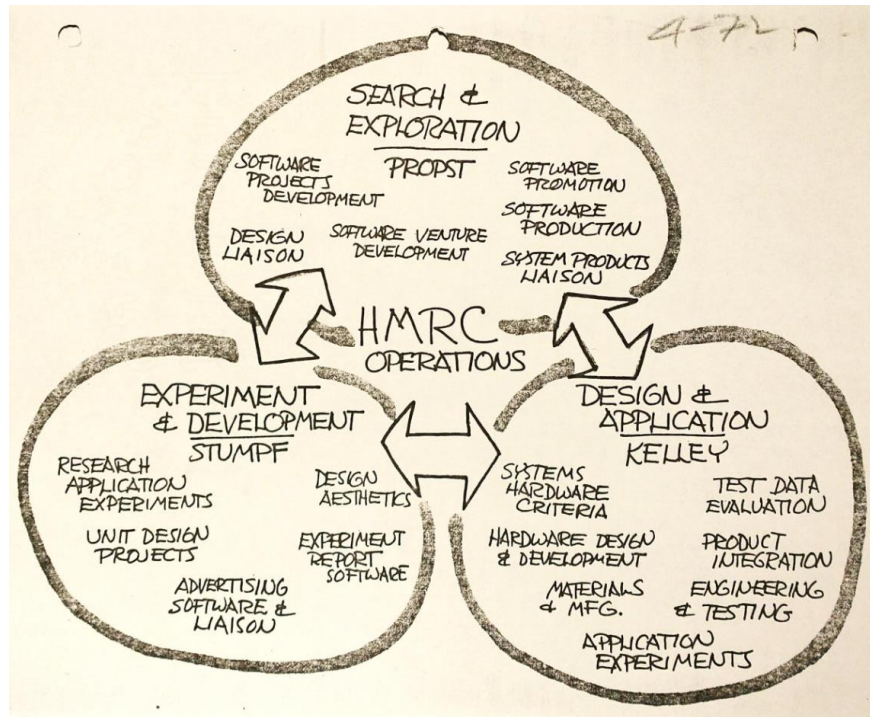 4-72
SEARCH &
EXPLORATION
PROPST
SOFTWARE
PROJECTS
DEVELOPMENT
DESIGN
LIAISON
SOFTWARE VENTURE
DEVELOPMENT
SOFTWARE
PROMOTION
SOFTWARE
PRODUCTION
SYSTEM PRODUCTS
LIAISON
HMRC
OPERATIONS
EXPERIMENT
& DEVELOPMENT
STUMPF
RESEARCH
APPLICATION
EXPERIMENTS
UNIT DESIGN
PROJECTS
ADVERTISING
SOFTWARE &
LIAISON
DESIGN
AESTHETICS
EXPERIMENT
REPORT
SOFTWARE
DESIGN &
APPLICATION
KELLEY
SYSTEMS
HARDWARE
CRITERIA
HARDWARE DESIGN
& DEVELOPMENT
MATERIALS
& MFG.
TEST DATA
EVALUATION
PRODUCT
INTEGRATION
ENGINEERING
& TESTING
APPLICATION
EXPERIMENTS